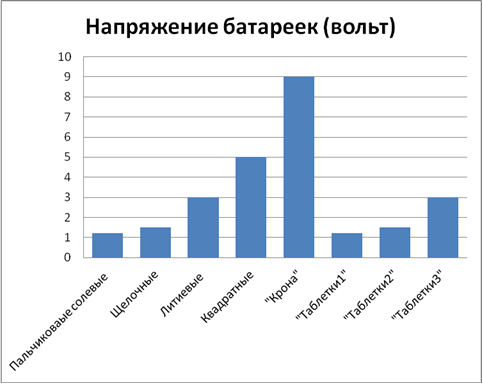 Напряжение батареек (вольт)
10
9
8
7
6
5
4
3
2
1
0
Пальчиковаые солевые
Щелочные
Литиевые
Квадратные
"Крона"
"Таблетки1"
"Таблетки2"
"Таблетки3"